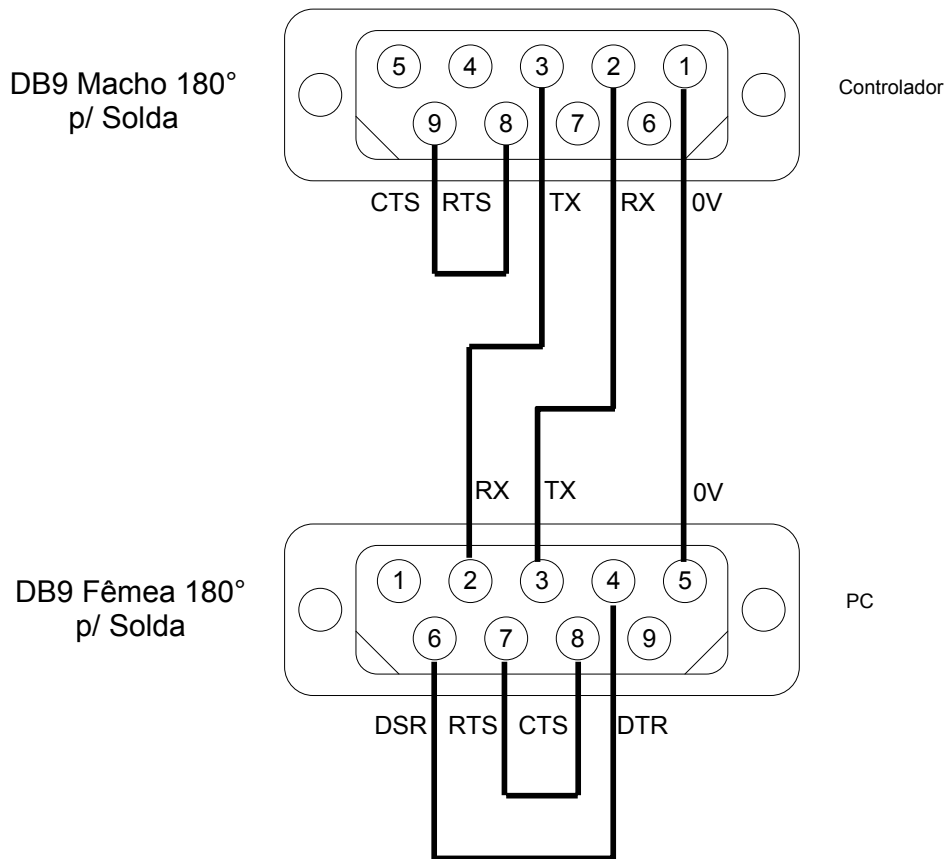 5 4 3 2 1
DB9 Macho 180°
p/ Solda
Controlador
9 8 7 6
CTS RTS TX RX 0V
RX TX 0V
1 2 3 4 5
DB9 Fêmea 180°
p/ Solda
PC
6 7 8 9
DSR RTS CTS DTR